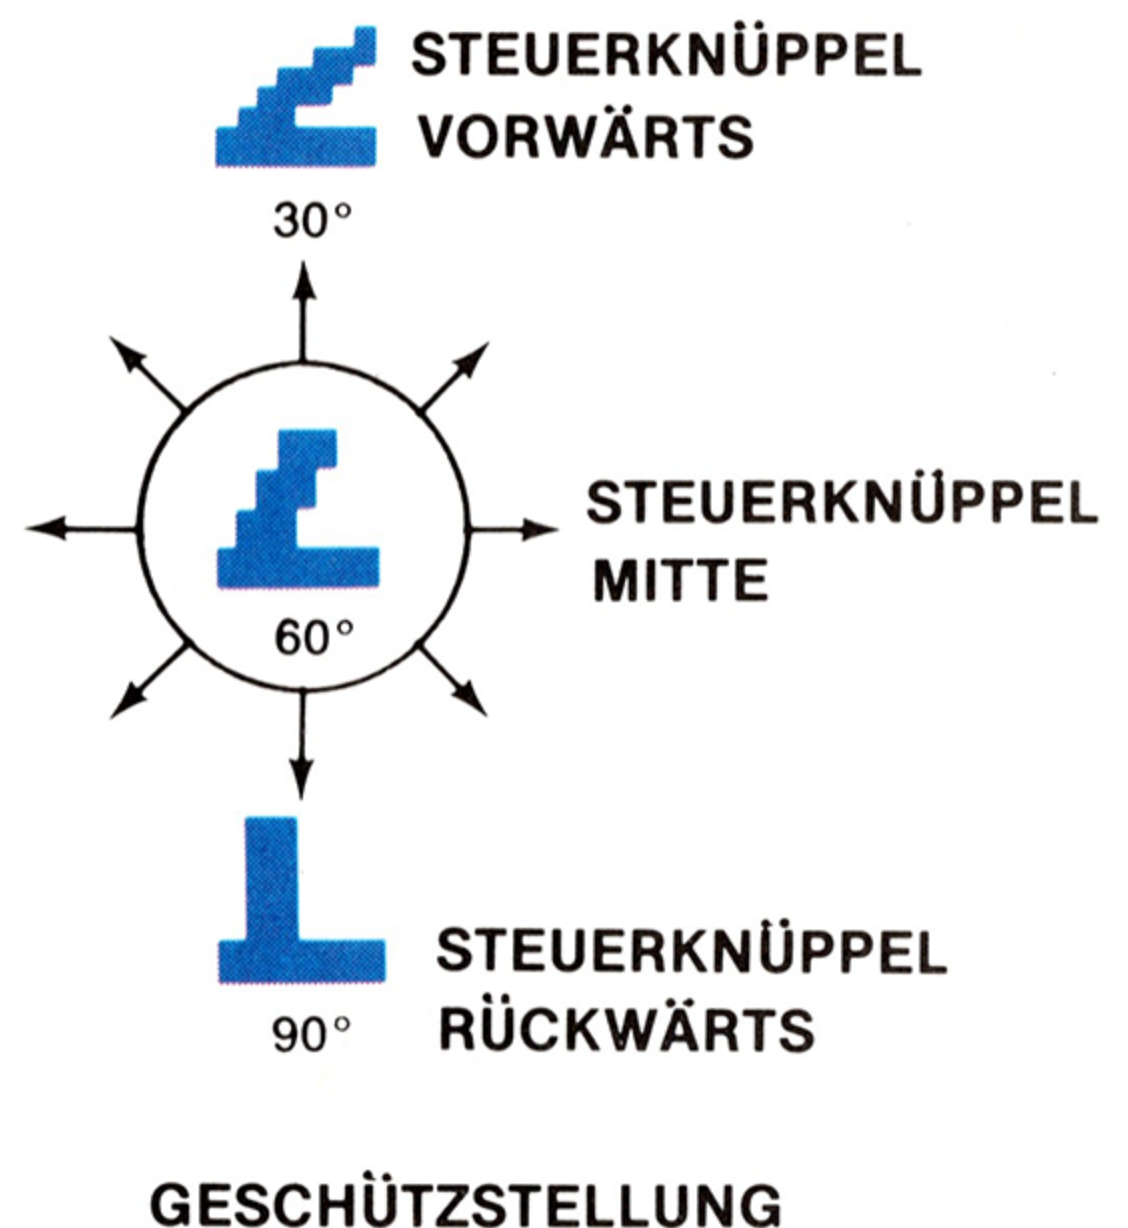 STEUERKNÜPPEL
VORWÄRTS
30°
STEUERKNÜPPEL
MITTE
60°
STEUERKNÜPPEL
RÜCKWÄRTS
90°
GESCHÜTZSTELLUNG